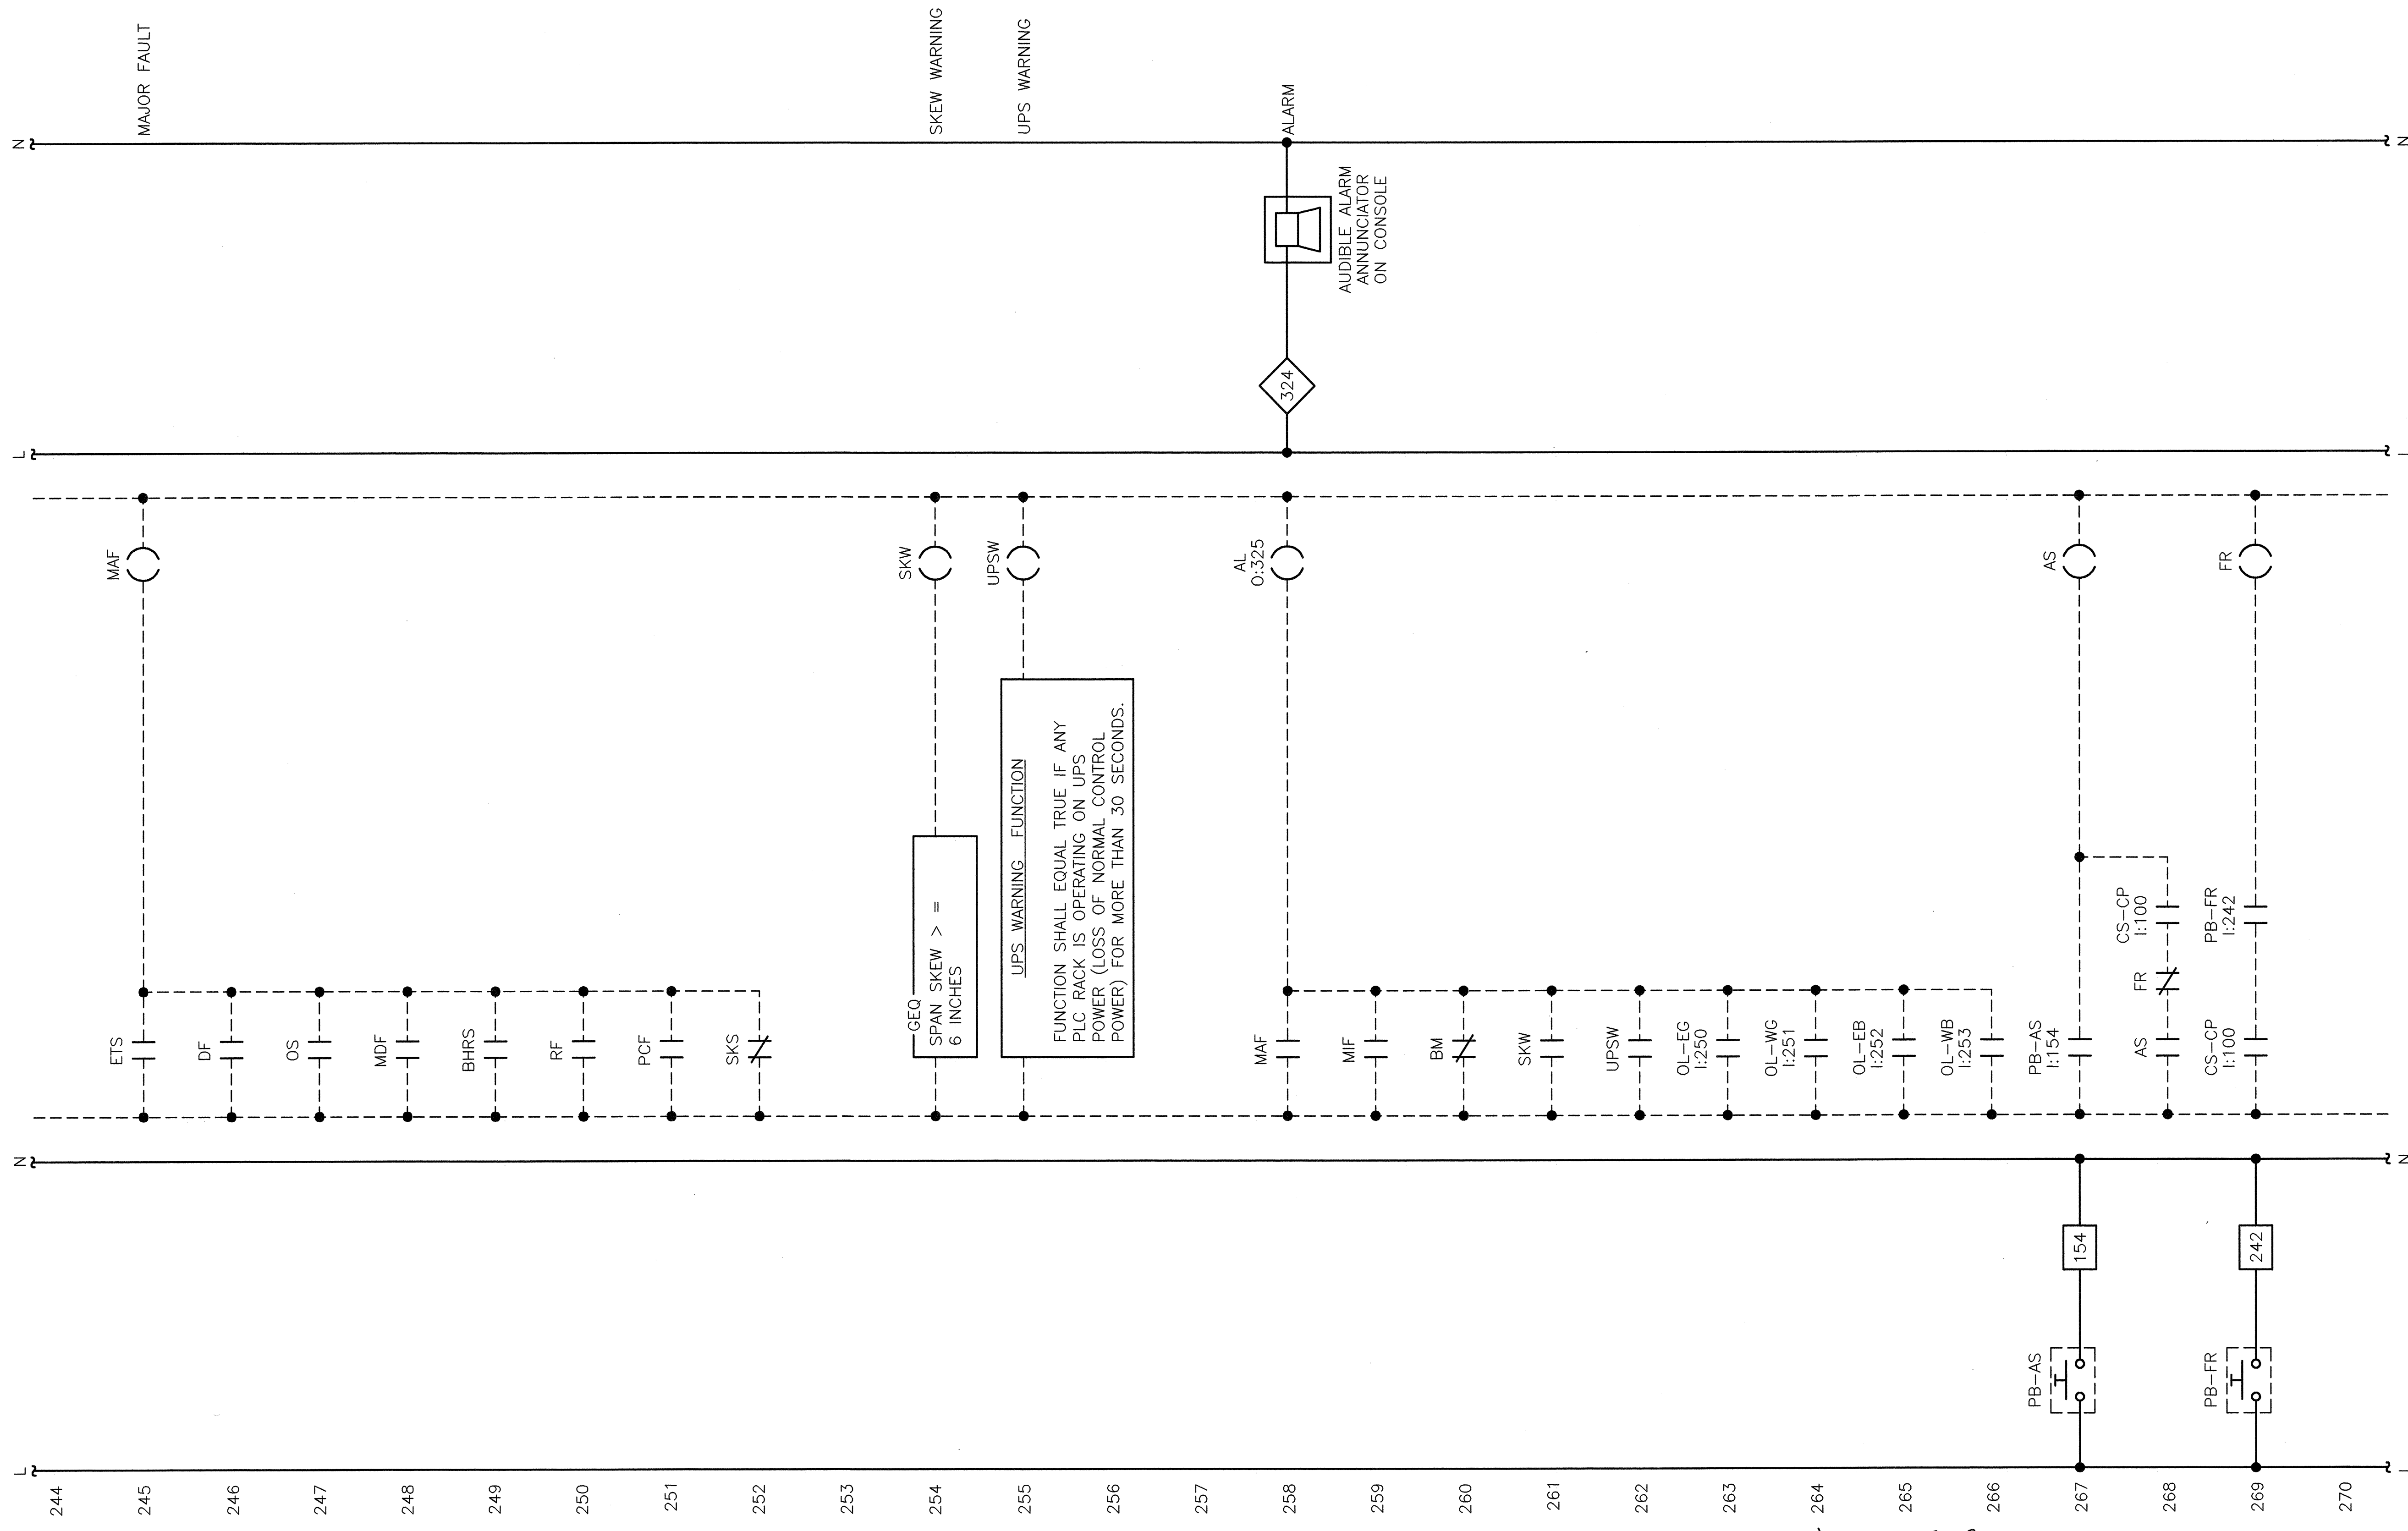 244
245
246
247
248
249
250
251
252
253
254
255
256
257
258
259
260
261
262
263
264
265
266
267
268
269
270
L
N
L
N
ETS
MAF
MAJOR FAULT
DF
OS
MDF
BHRS
RF
PCF
SKS
GEQ
SPAN SKEW > =
6 INCHES
SKW
SKEW WARNING
UPS WARNING FUNCTION
FUNCTION SHALL EQUAL TRUE IF ANY
PLC RACK IS OPERATING ON UPS
POWER (LOSS OF NORMAL CONTROL
POWER) FOR MORE THAN 30 SECONDS.
UPSW
UPS WARNING
MAF
AL
0:325
324
AUDIBLE ALARM
ANNUNCIATOR
ON CONSOLE
ALARM
MIF
BM
SKW
UPSW
OL-EG
I:250
OL-WG
I:251
OL-EB
I:252
OL-WB
I:253
PB-AS
154
PB-AS
I:154
AS
AS
FR
CS-CP
I:100
PB-FR
242
CS-CP
I:100
PB-FR
I:242
FR
N
N